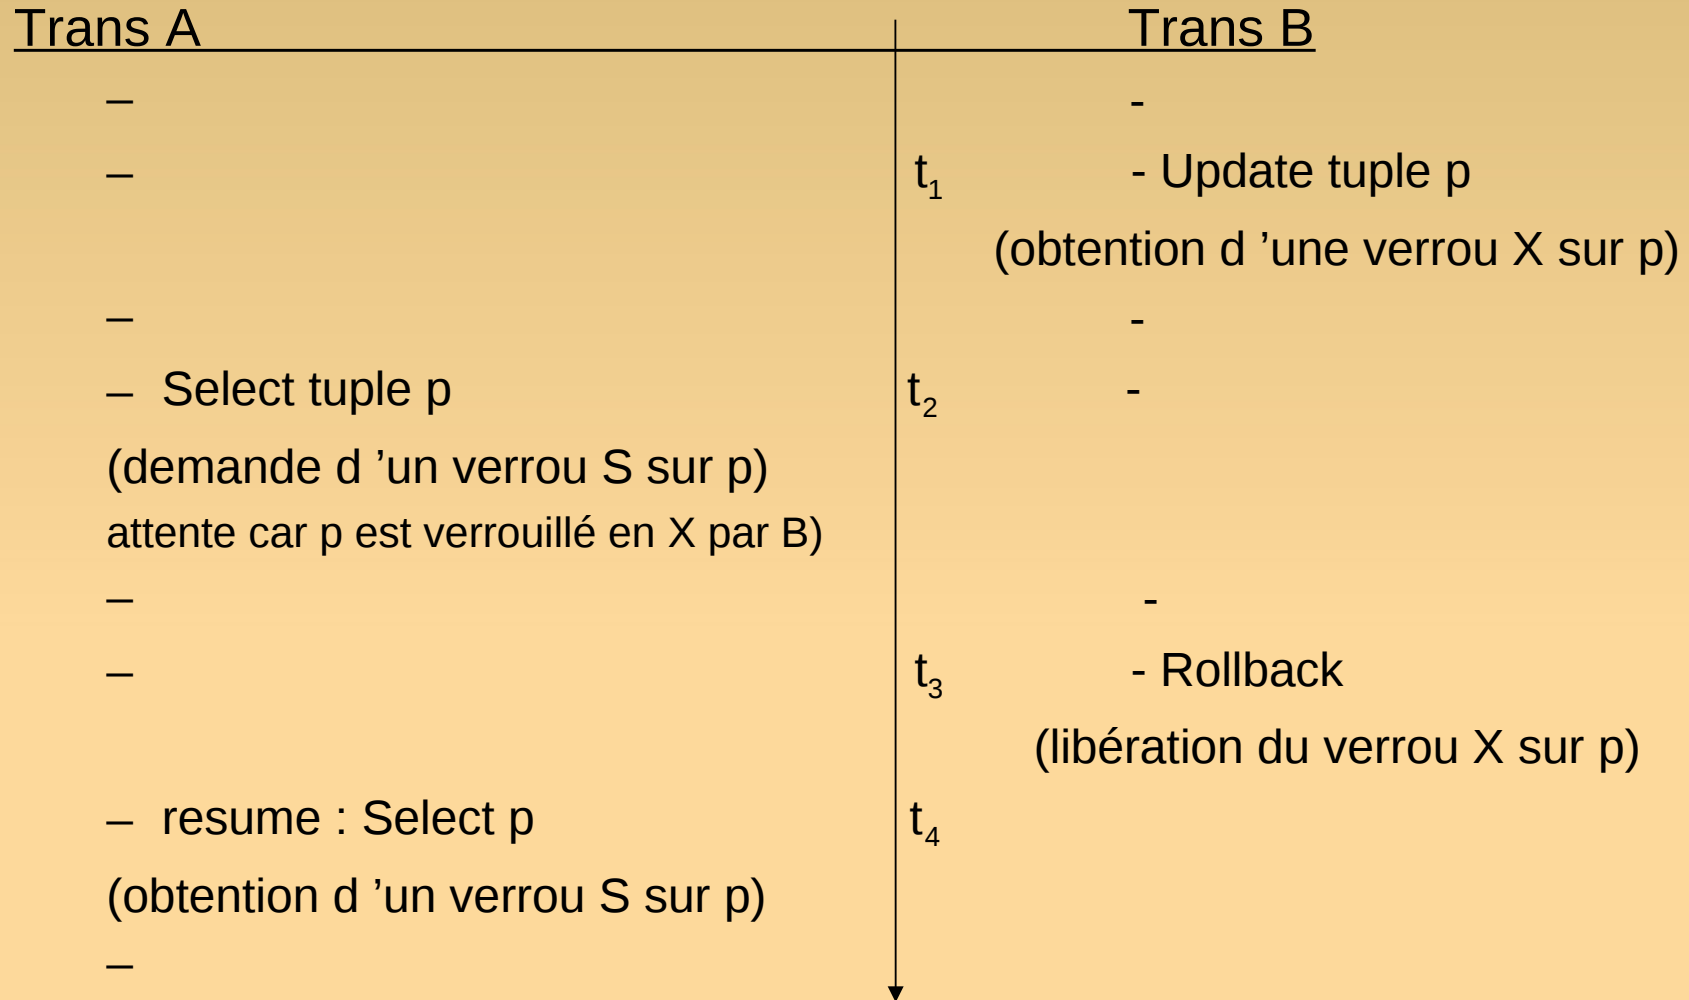 Trans A Trans B
– -
– t1 - Update tuple p
(obtention d ’une verrou X sur p)
– -
– Select tuple p t2 -
(demande d ’un verrou S sur p)
attente car p est verrouillé en X par B)
– -
– t3 - Rollback
(libération du verrou X sur p)
– resume : Select p t4
(obtention d ’un verrou S sur p)
–